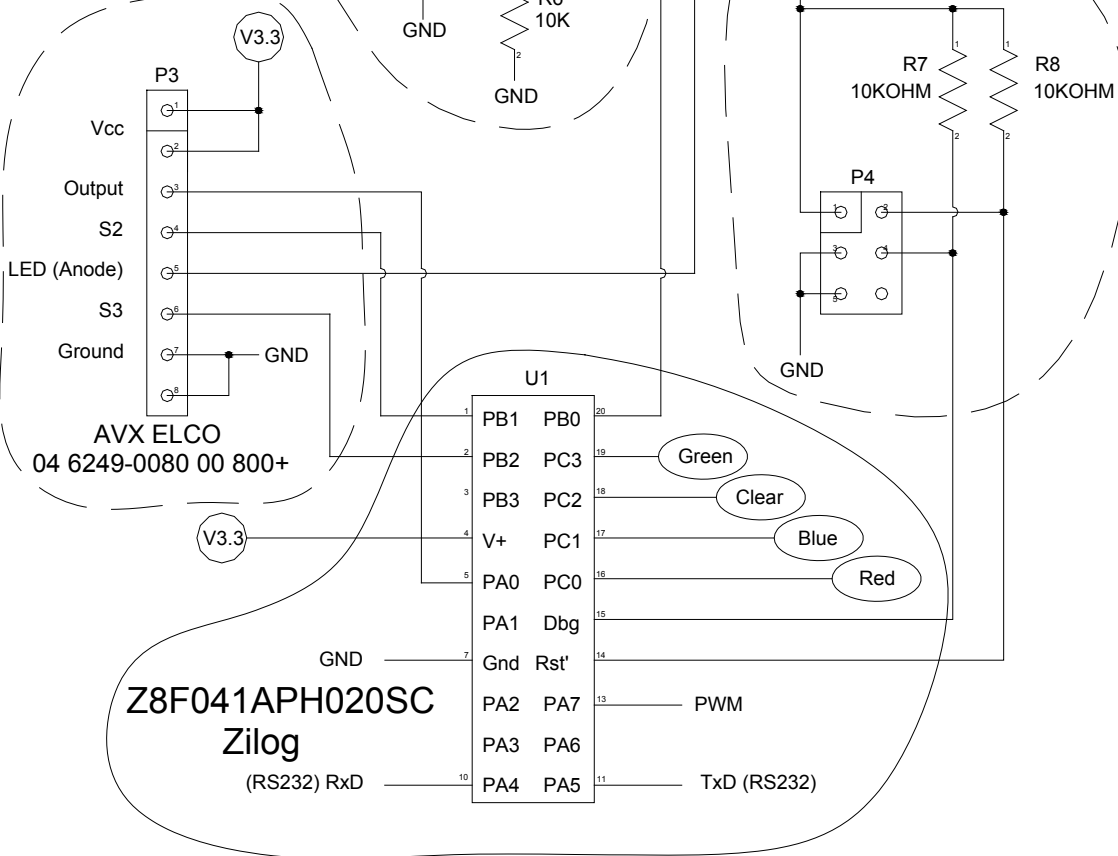 R6
10K
2
GND
GND
V3.3
P3
1
Vcc
2
Output
3
S2
4
LED (Anode)
5
S3
6
Ground
7
GND
8
AVX ELCO
04 6249-0080 00 800+
1
1
R7
10KOHM
R8
10KOHM
2
2
P4
1
2
3
4
5
GND
U1
V3.3
1
PB1
PB0
20
2
PB2
PC3
19
Green
3
PB3
PC2
18
Clear
4
V+
PC1
17
Blue
5
PA0
PC0
16
Red
PA1
Dbg
15
GND
7
Gnd
Rst'
14
PA2
PA7
13
PWM
PA3
PA6
(RS232) RxD
10
PA4
PA5
11
TxD (RS232)
Z8F041APH020SC
Zilog